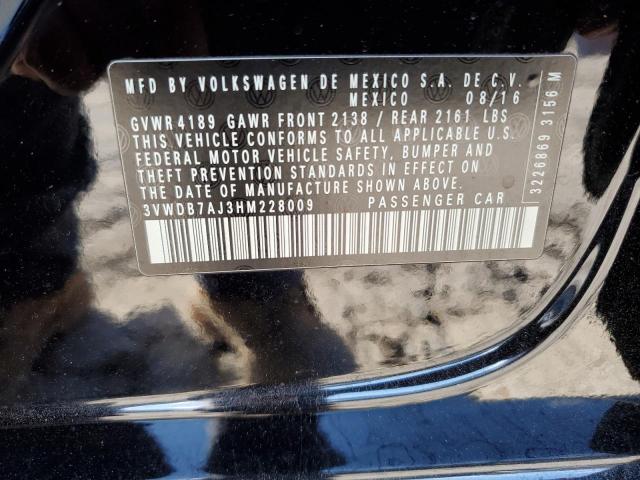 MFD BY VOLKSWAGEN DE MEXICO S.A. DE C.V.
MEXICO 08/16
GVWR 4189 GAWR FRONT 2138 / REAR 2161 LBS
THIS VEHICLE CONFORMS TO ALL APPLICABLE U.S.
FEDERAL MOTOR VEHICLE SAFETY, BUMPER AND
THEFT PREVENTION STANDARDS IN EFFECT ON
THE DATE OF MANUFACTURE SHOWN ABOVE.
3VWDB7AJ3HM228009 PASSENGER CAR
3226869 3156 M